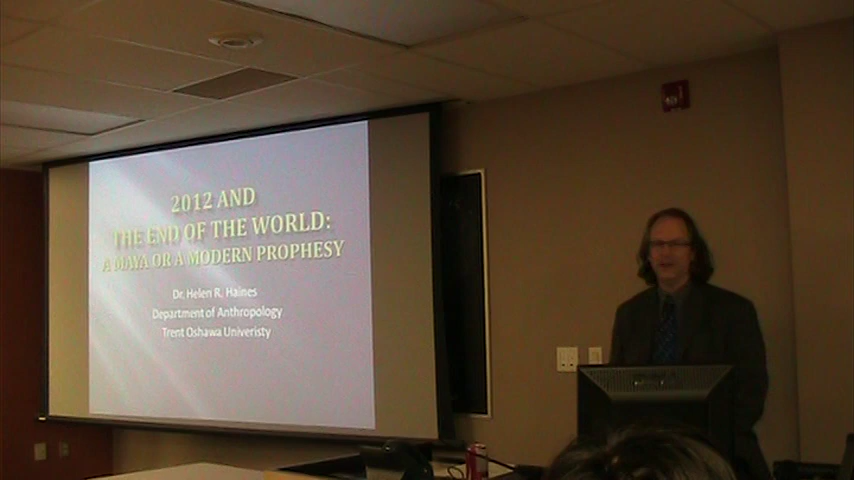 2012 AND
THE END OF THE WORLD:
A MAYA OR A MODERN PROPHESY
Dr. Helen R. Haines
Department of Anthropology
Trent Oshawa Univeristy